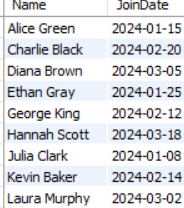 Name JoinDate
Alice Green 2024-01-15
Charlie Black 2024-02-20
Diana Brown 2024-03-05
Ethan Gray 2024-01-25
George King 2024-02-12
Hannah Scott 2024-03-18
Julia Clark 2024-01-08
Kevin Baker 2024-02-14
Laura Murphy 2024-03-02